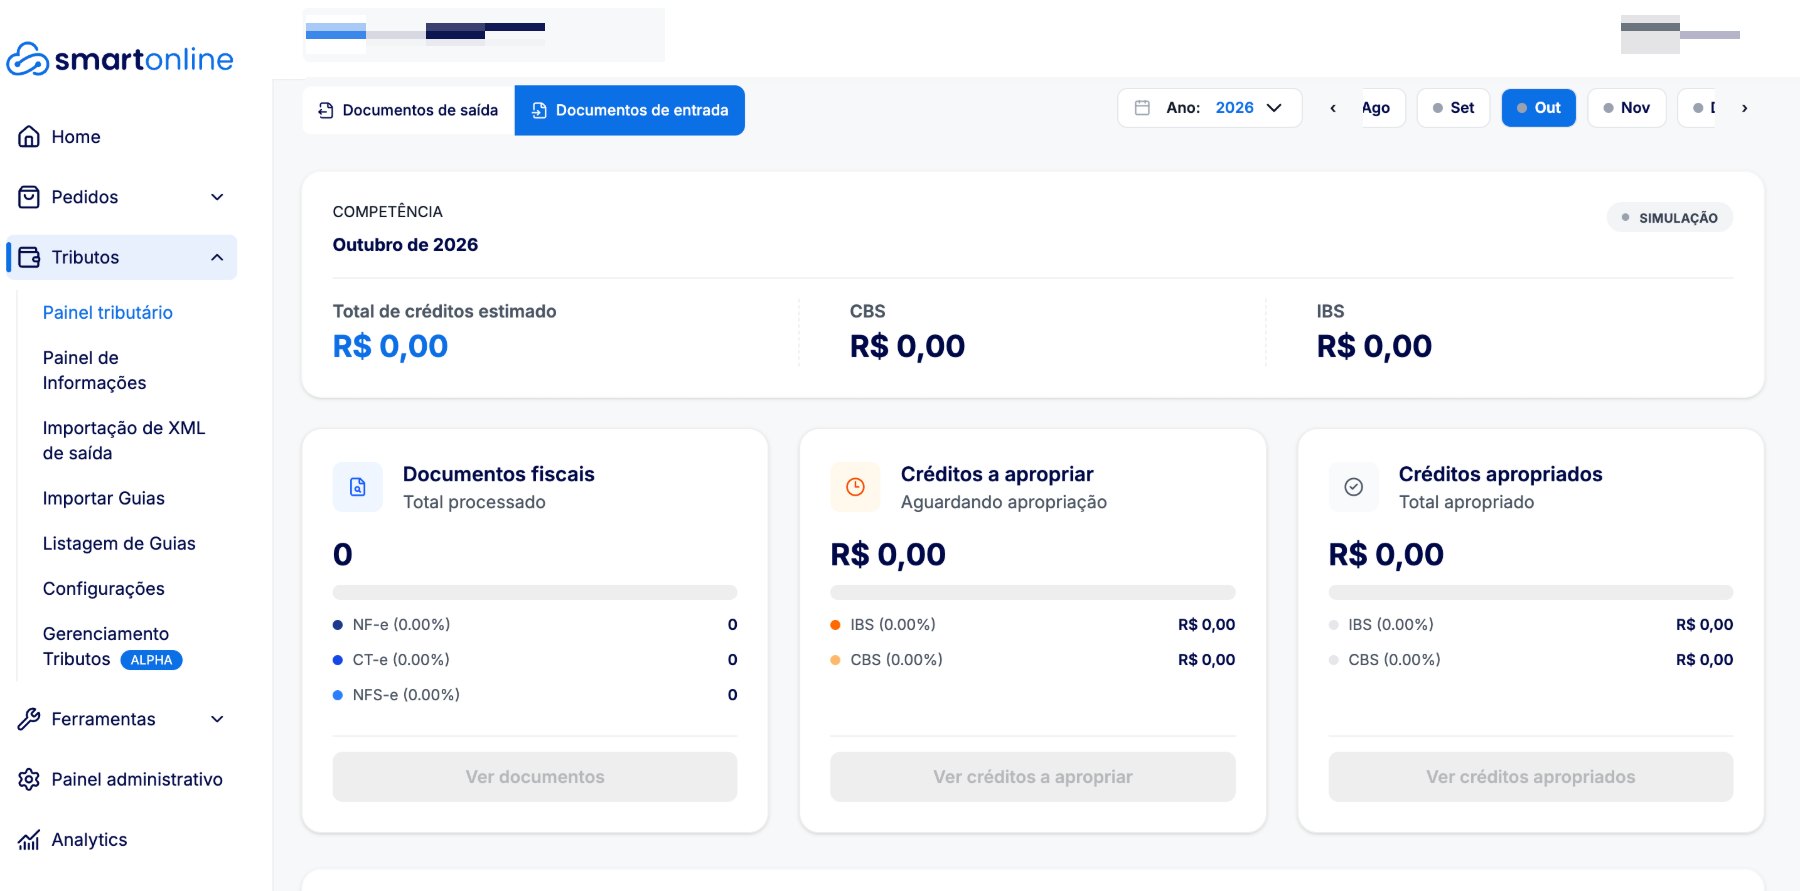 smartonline
Home
Pedidos
Tributos
Painel tributário
Painel de
Informações
Importação de XML
de saída
Importar Guias
Listagem de Guias
Configurações
Gerenciamento
Tributos ALPHA
Ferramentas
Painel administrativo
Analytics
Documentos de saída Documentos de entrada
Ano: 2026 Ago Set Out Nov
COMPETÊNCIA
Outubro de 2026
SIMULAÇÃO
Total de créditos estimado
R$ 0,00
CBS
R$ 0,00
IBS
R$ 0,00
Documentos fiscais
Total processado
0
NF-e (0.00%) 0
CT-e (0.00%) 0
NFS-e (0.00%) 0
Ver documentos
Créditos a apropriar
Aguardando apropriação
R$ 0,00
IBS (0.00%) R$ 0,00
CBS (0.00%) R$ 0,00
Ver créditos a apropriar
Créditos apropriados
Total apropriado
R$ 0,00
IBS (0.00%) R$ 0,00
CBS (0.00%) R$ 0,00
Ver créditos apropriados